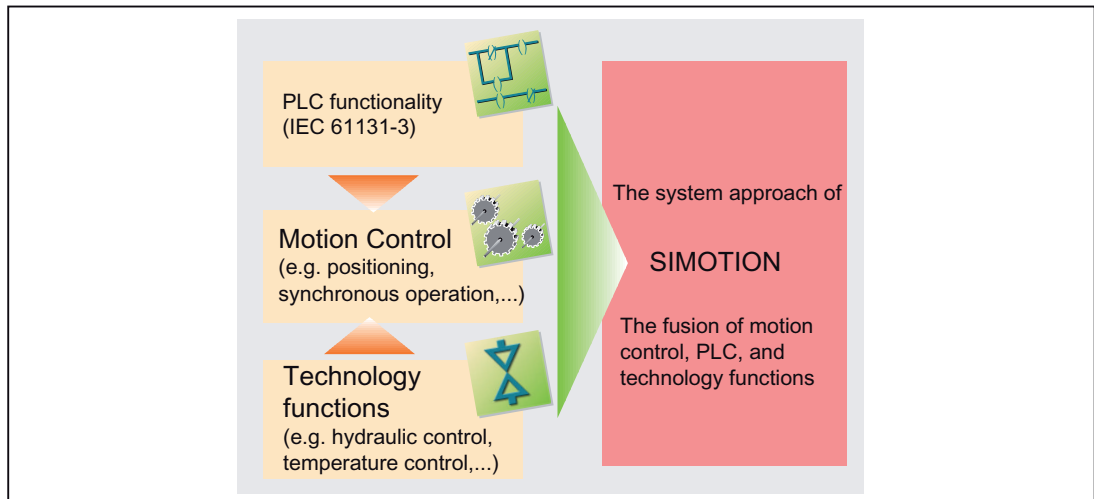 PLC functionality
(IEC 61131-3)
Motion Control
(e.g. positioning,
synchronous operation,...)
Technology
functions
(e.g. hydraulic control,
temperature control,...)
The system approach of
SIMOTION
The fusion of motion
control, PLC, and
technology functions